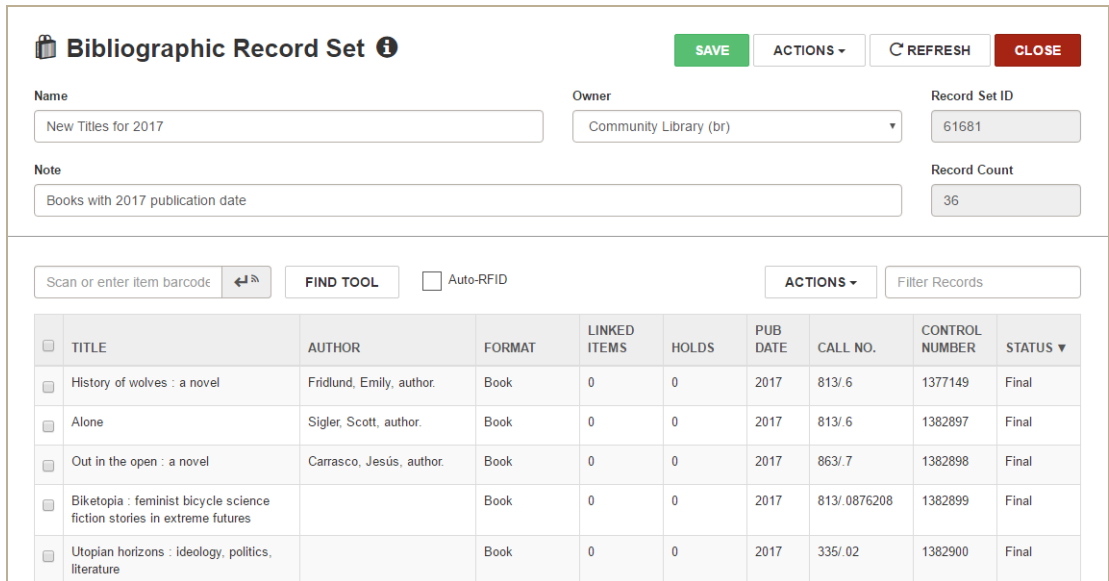 Bibliographic Record Set
SAVE ACTIONS REFRESH CLOSE
Name Owner Record Set ID
New Titles for 2017 Community Library (br) 61681
Note Record Count
Books with 2017 publication date 36
Scan or enter item barcode FIND TOOL Auto-RFID ACTIONS Filter Records
TITLE AUTHOR FORMAT LINKED ITEMS HOLDS PUB DATE CALL NO. CONTROL NUMBER STATUS ▼
History of wolves : a novel Fridlund, Emily, author. Book 0 0 2017 813/.6 1377149 Final
Alone Sigler, Scott, author. Book 0 0 2017 813/.6 1382897 Final
Out in the open : a novel Carrasco, Jesús, author. Book 0 0 2017 863/.7 1382898 Final
Biketopia : feminist bicycle science Book 0 0 2017 813/.0876208 1382899 Final
fiction stories in extreme futures
Utopian horizons : ideology, politics, Book 0 0 2017 335/.02 1382900 Final
literature